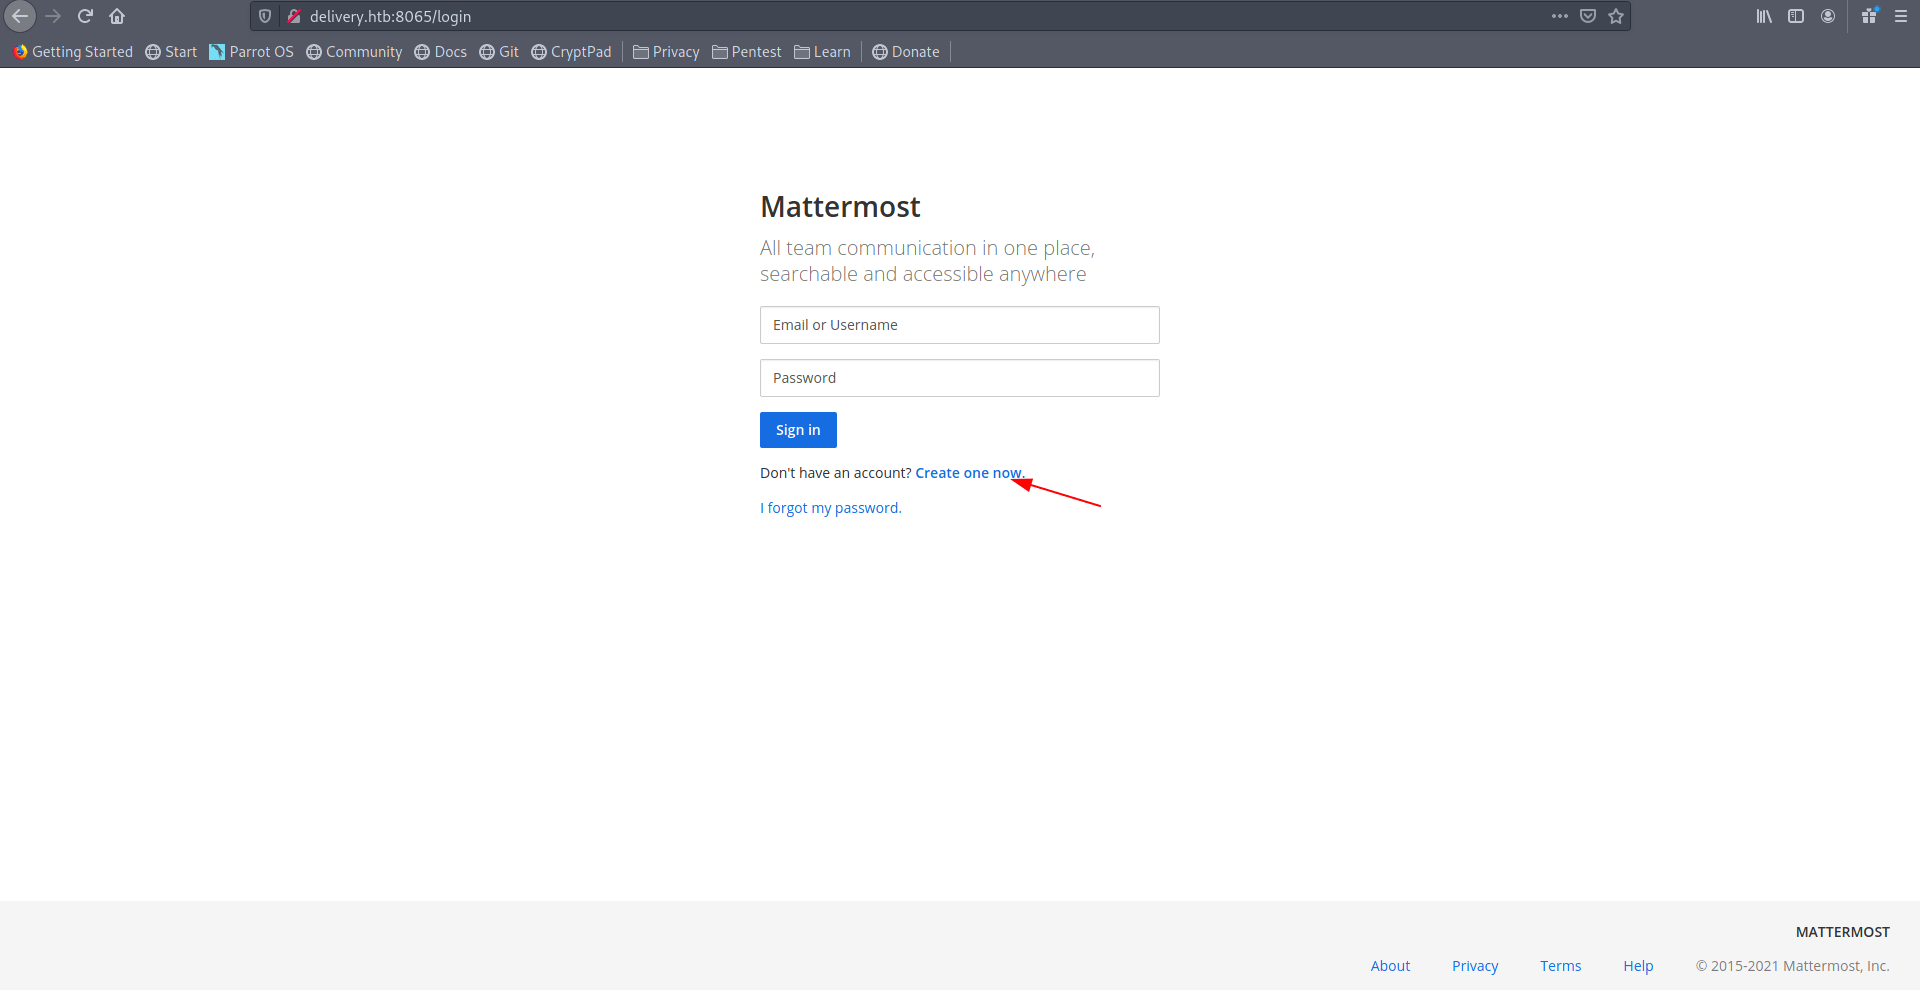 delivery.htb:8065/login
Getting Started Start Parrot OS Community Docs Git CryptPad Privacy Pentest Learn Donate
Mattermost
All team communication in one place,
searchable and accessible anywhere
Email or Username
Password
Sign in
Don't have an account? Create one now.
I forgot my password.
MATTERMOST
About Privacy Terms Help © 2015-2021 Mattermost, Inc.